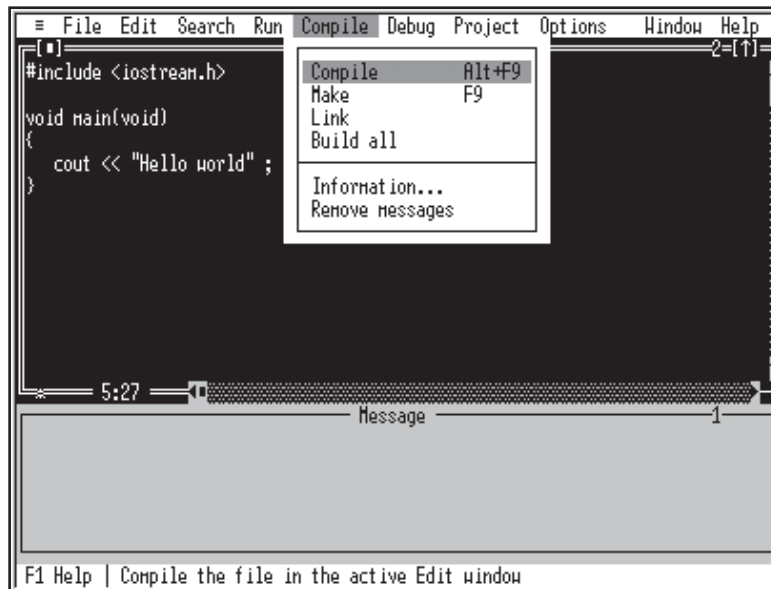 ≡ File Edit Search Run Compile Debug Project Options Window Help
[■] 2=[↑]
#include <iostream.h>
void main(void)
{
cout << "Hello world" ;
}
Compile Alt+F9
Make F9
Link
Build all
Information...
Remove messages
* 5:27
Message 1
F1 Help | Compile the file in the active Edit window